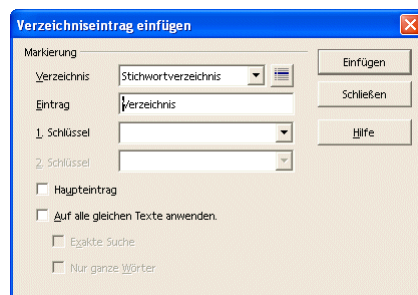 Verzeichniseintrag einfügen
Markierung
Verzeichnis Stichwortverzeichnis
Eintrag Verzeichnis
1. Schlüssel
2. Schlüssel
Haupteintrag
Auf alle gleichen Texte anwenden.
Exakte Suche
Nur ganze Wörter
Einfügen
Schließen
Hilfe